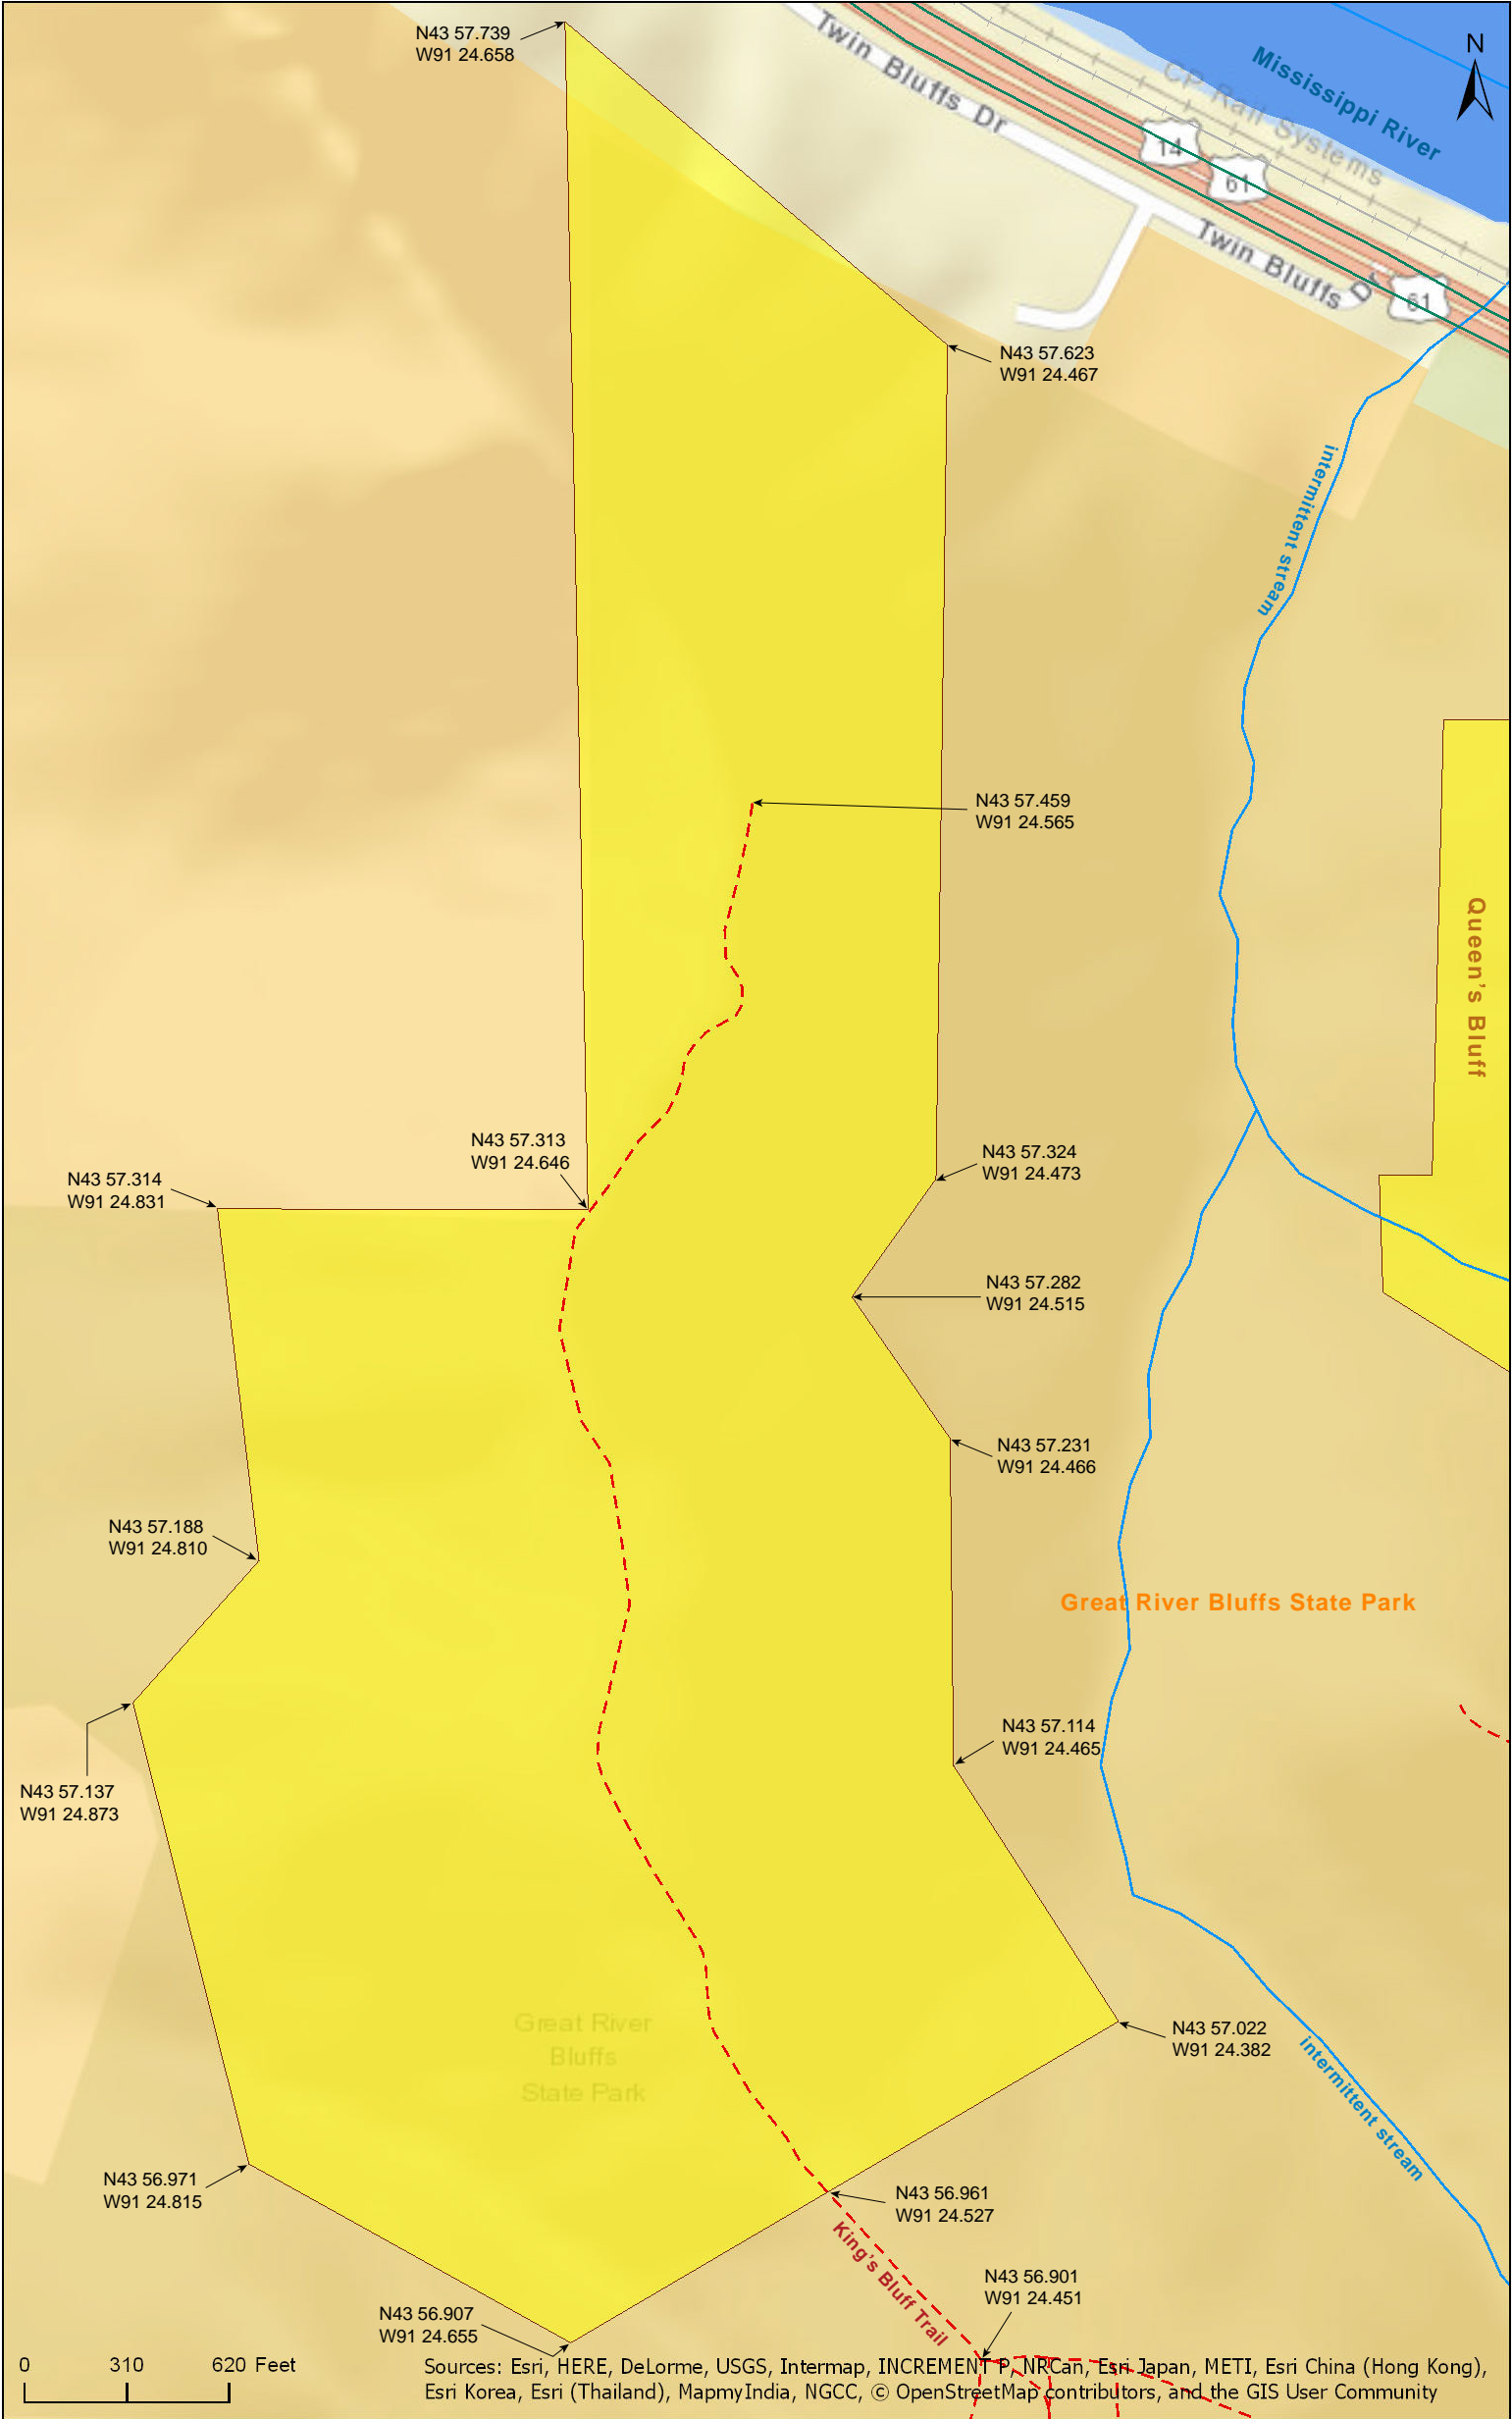 N43 57.739
W91 24.658
Twin Bluffs Dr
CP Rail Systems
Mississippi River
N
14
61
Twin Bluffs Dr
61
N43 57.623
W91 24.467
intermittent stream
N43 57.459
W91 24.565
Queen's Bluff
N43 57.313
W91 24.646
N43 57.324
W91 24.473
N43 57.314
W91 24.831
N43 57.282
W91 24.515
N43 57.231
W91 24.466
N43 57.188
W91 24.810
Great River Bluffs State Park
N43 57.114
W91 24.465
N43 57.137
W91 24.873
Great River
Bluffs
State Park
N43 57.022
W91 24.382
intermittent stream
N43 56.971
W91 24.815
N43 56.961
W91 24.527
King's Bluff Trail
N43 56.901
W91 24.451
N43 56.907
W91 24.655
0 310 620 Feet
Sources: Esri, HERE, DeLorme, USGS, Intermap, INCREMENT P, NRCan, Esri Japan, METI, Esri China (Hong Kong),
Esri Korea, Esri (Thailand), MapmyIndia, NGCC, © OpenStreetMap contributors, and the GIS User Community